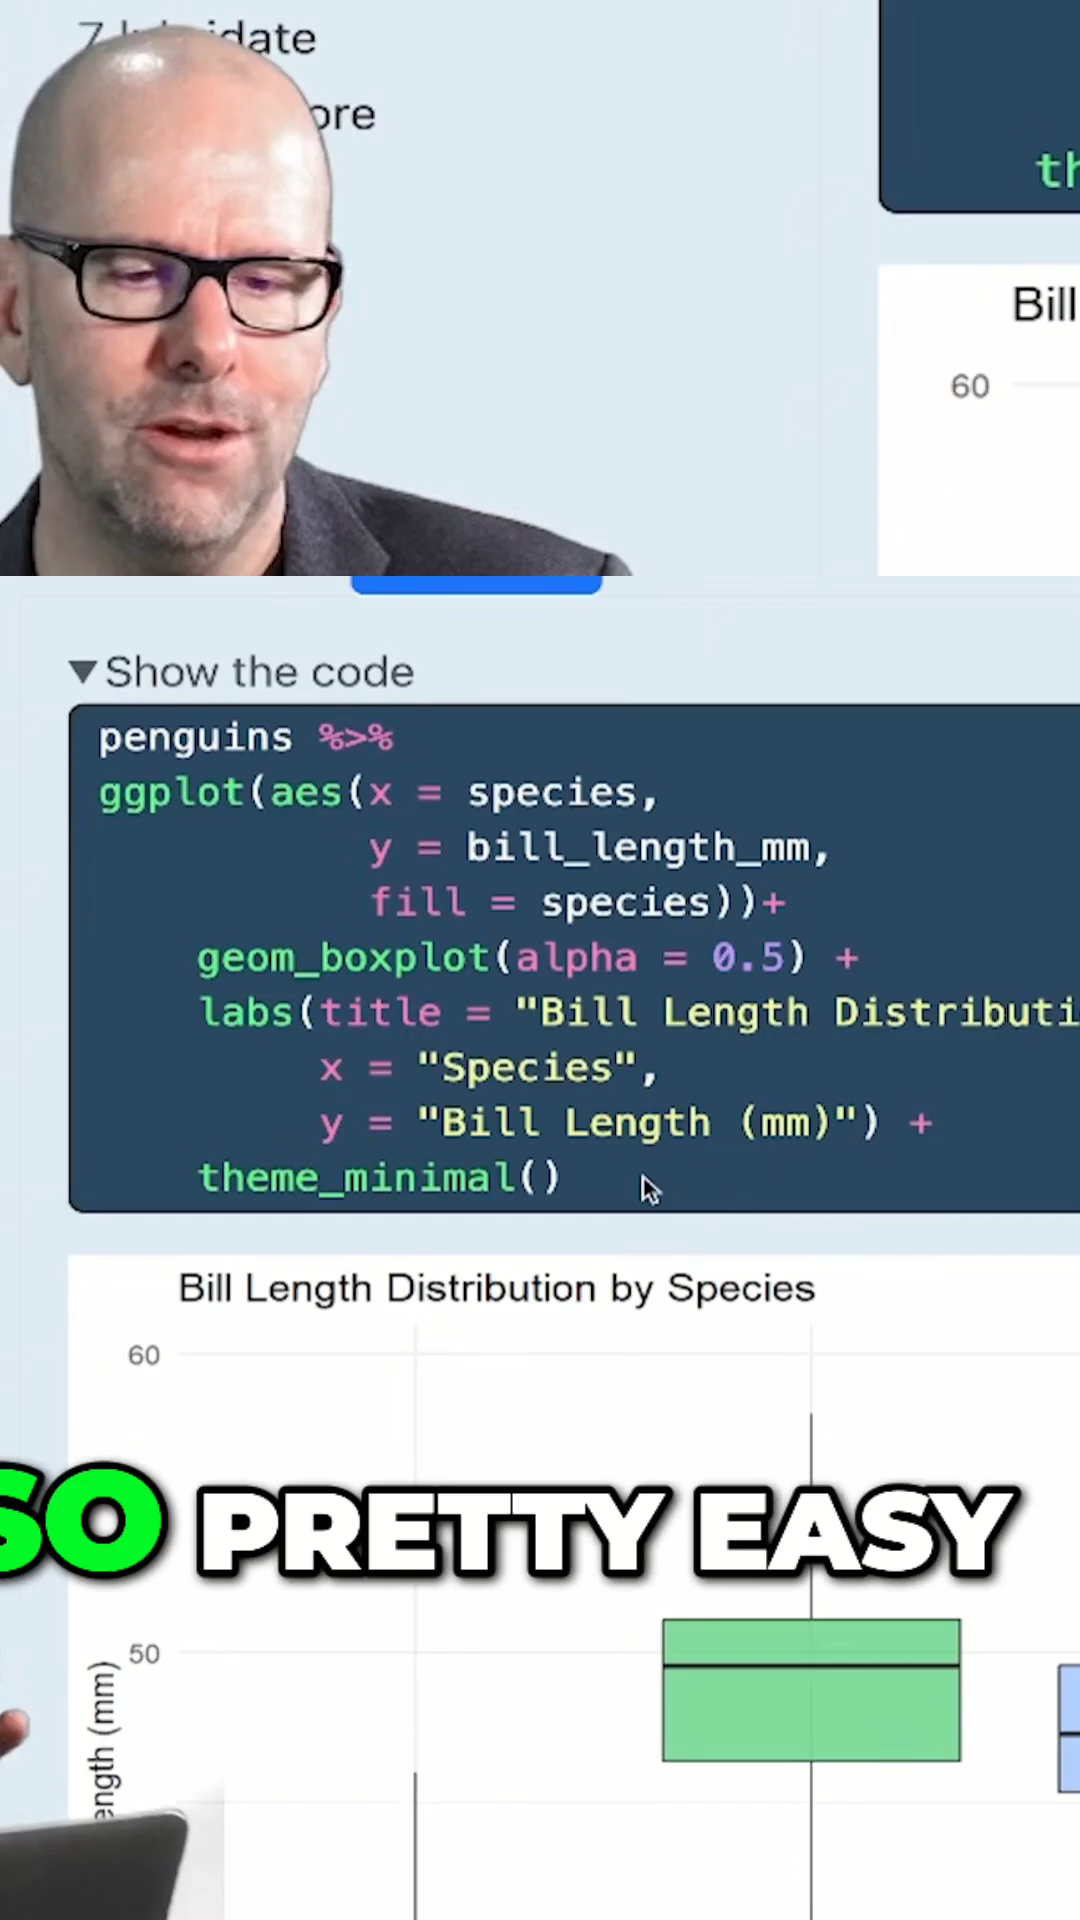 7
idate
ore
th
Bill
60
▼Show the code
penguins %>%
ggplot(aes(x = species,
y = bill_length_mm,
fill = species))+
geom_boxplot(alpha = 0.5) +
labs(title = "Bill Length Distributi
x = "Species",
y = "Bill Length (mm)") +
theme_minimal()
Bill Length Distribution by Species
60
SO PRETTY EASY
50
ength (mm)